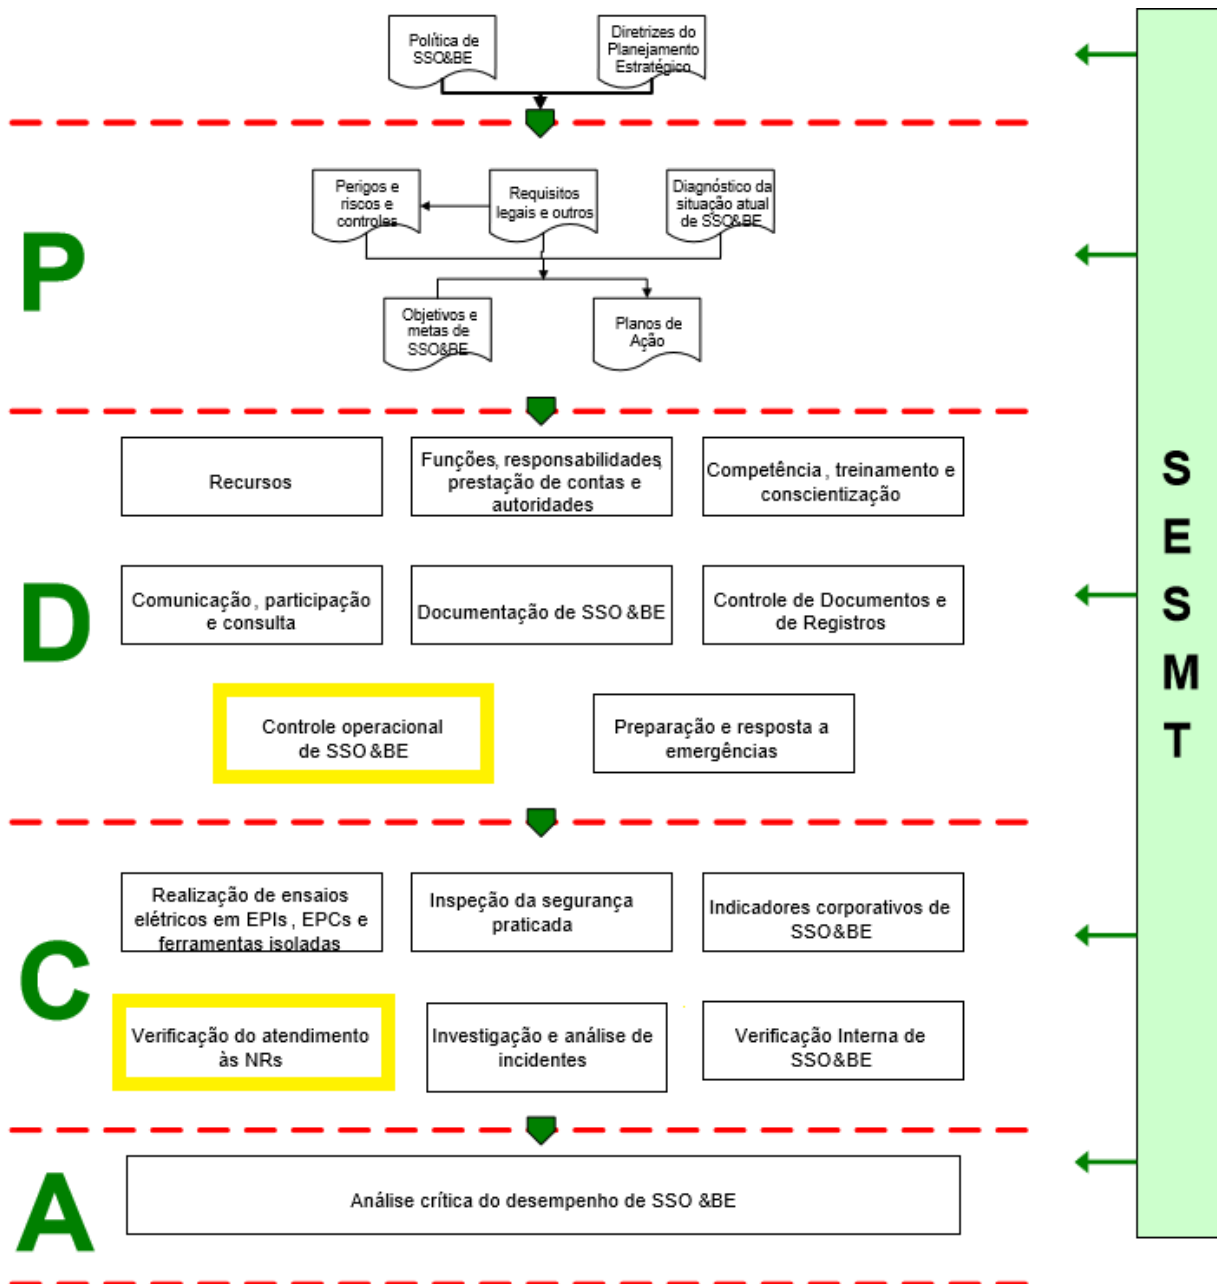 Política de
SSO&BE
Diretrizes do
Planejamento
Estratégico
P
Perigos e
riscos e
controles
Requisitos
legais e outros
Diagnóstico da
situação atual
de SSO&BE
Objetivos e
metas de
SSO&BE
Planos de
Ação
D
Recursos
Funções, responsabilidades,
prestação de contas e
autoridades
Competência, treinamento e
conscientização
Comunicação, participação
e consulta
Documentação de SSO &BE
Controle de Documentos e
de Registros
Controle operacional
de SSO &BE
Preparação e resposta a
emergências
C
Realização de ensaios
elétricos em EPIs, EPCs e
ferramentas isoladas
Inspeção da segurança
praticada
Indicadores corporativos de
SSO&BE
Verificação do atendimento
às NRs
Investigação e análise de
incidentes
Verificação Interna de
SSO&BE
A
Análise crítica do desempenho de SSO &BE
S
E
S
M
T